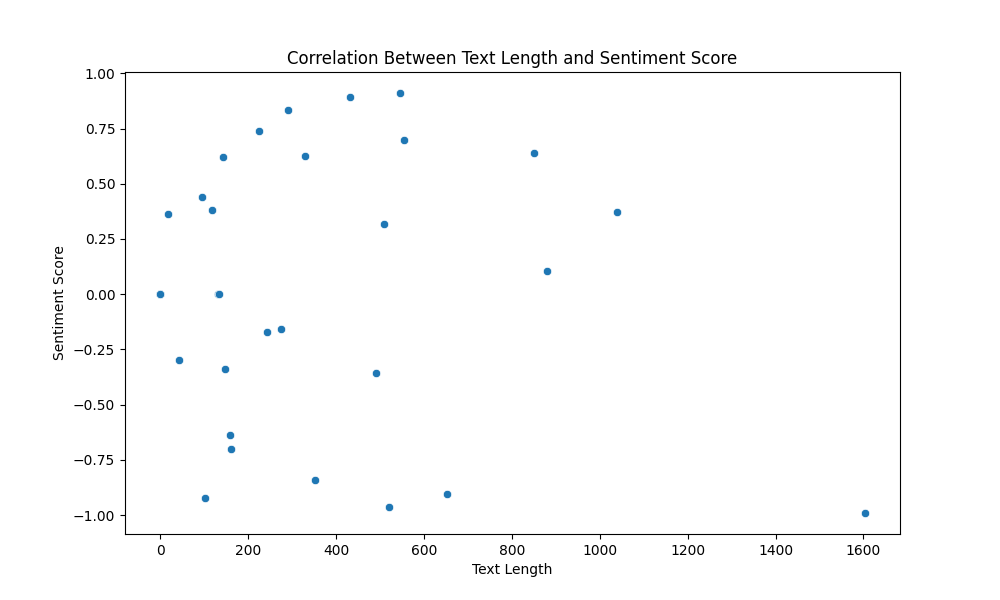 Correlation Between Text Length and Sentiment Score
1.00
0.75
0.50
0.25
0.00
−0.25
−0.50
−0.75
−1.00
Sentiment Score
0 200 400 600 800 1000 1200 1400 1600
Text Length